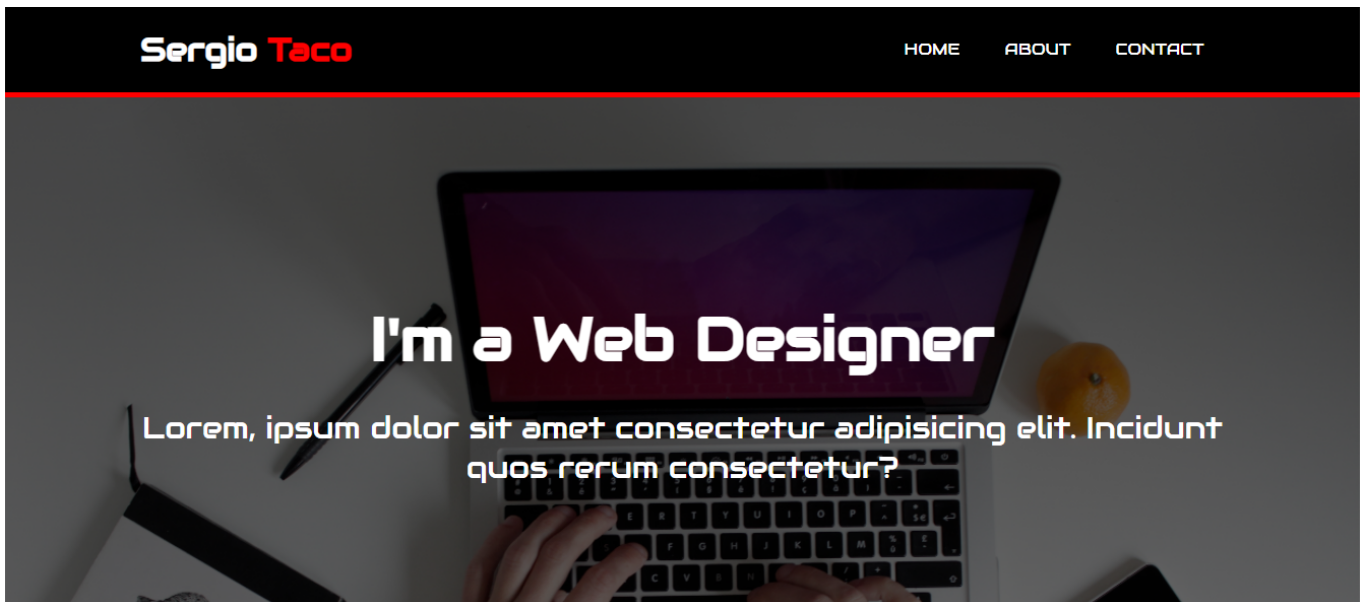 Sergio Taco
HOME ABOUT CONTACT
I'm a Web Designer
Lorem, ipsum dolor sit amet consectetur adipisicing elit. Incidunt
quos rerum consectetur?
E R T Y U I O P
F G H J K L M
C V B N